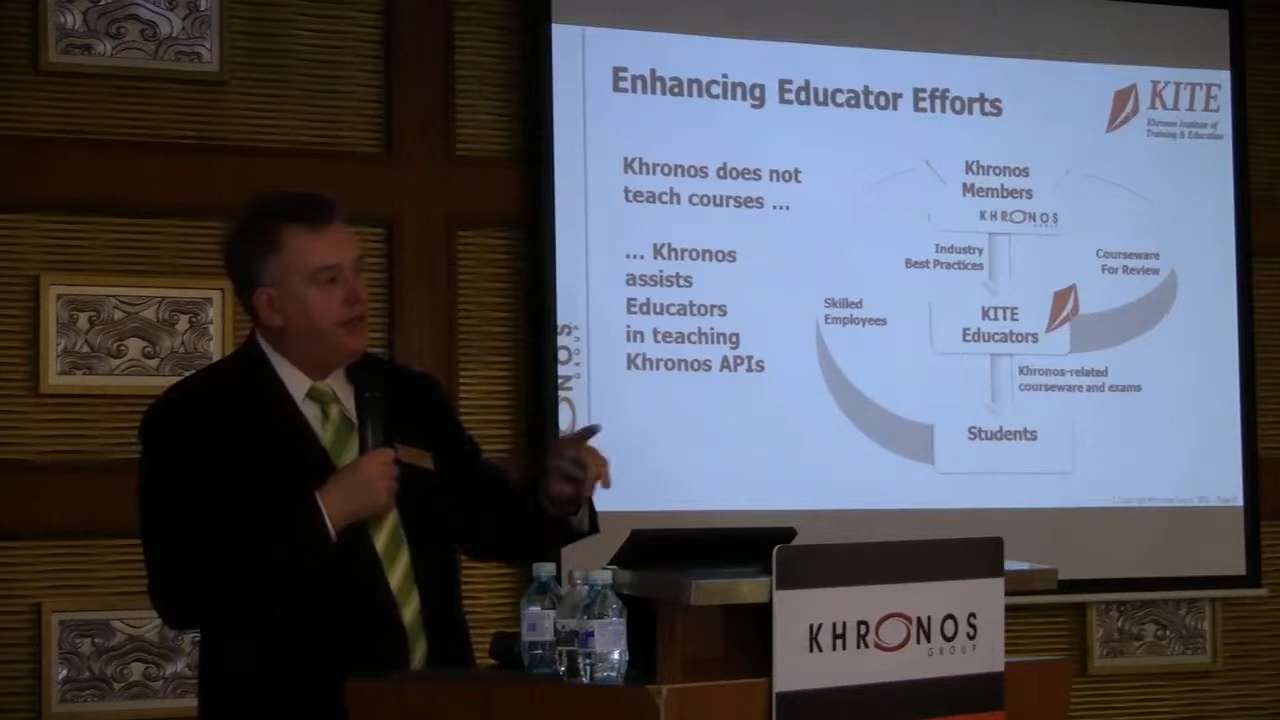 Enhancing Educator Efforts
KITE
Khronos Institute of
Training & Education
Khronos does not
teach courses ...
... Khronos
assists
Educators
in teaching
Khronos APIs
Khronos
Members
KHRONOS
GROUP
Industry
Best Practices
Courseware
For Review
Skilled
Employees
KITE
Educators
Khronos-related
courseware and exams
Students
KHRONOS
GROUP